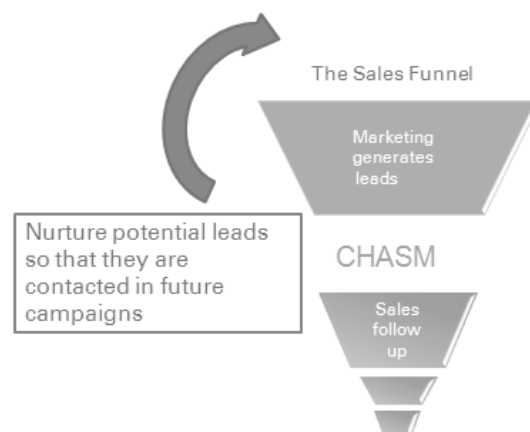 The Sales Funnel
Marketing
generates
leads
Nurture potential leads
so that they are
contacted in future
campaigns
CHASM
Sales
follow
up